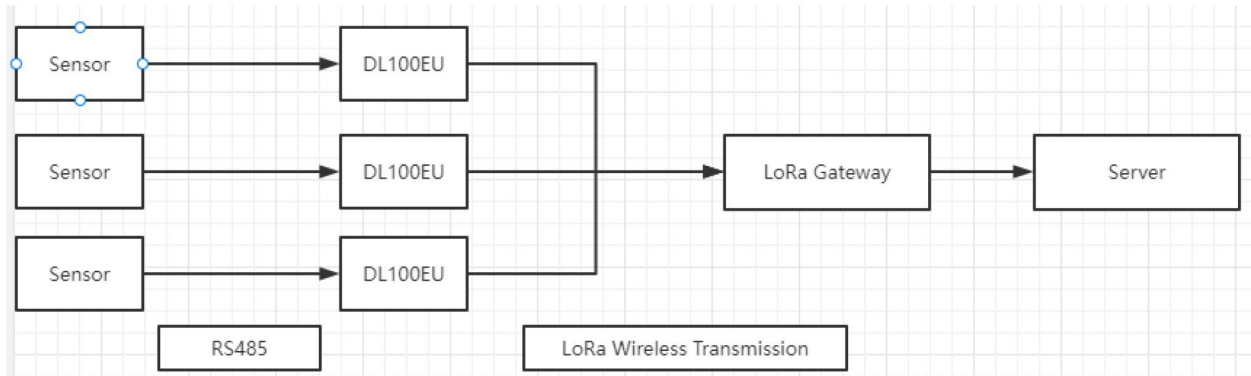 Sensor
DL100EU
Sensor
DL100EU
LoRa Gateway
Server
Sensor
DL100EU
RS485
LoRa Wireless Transmission